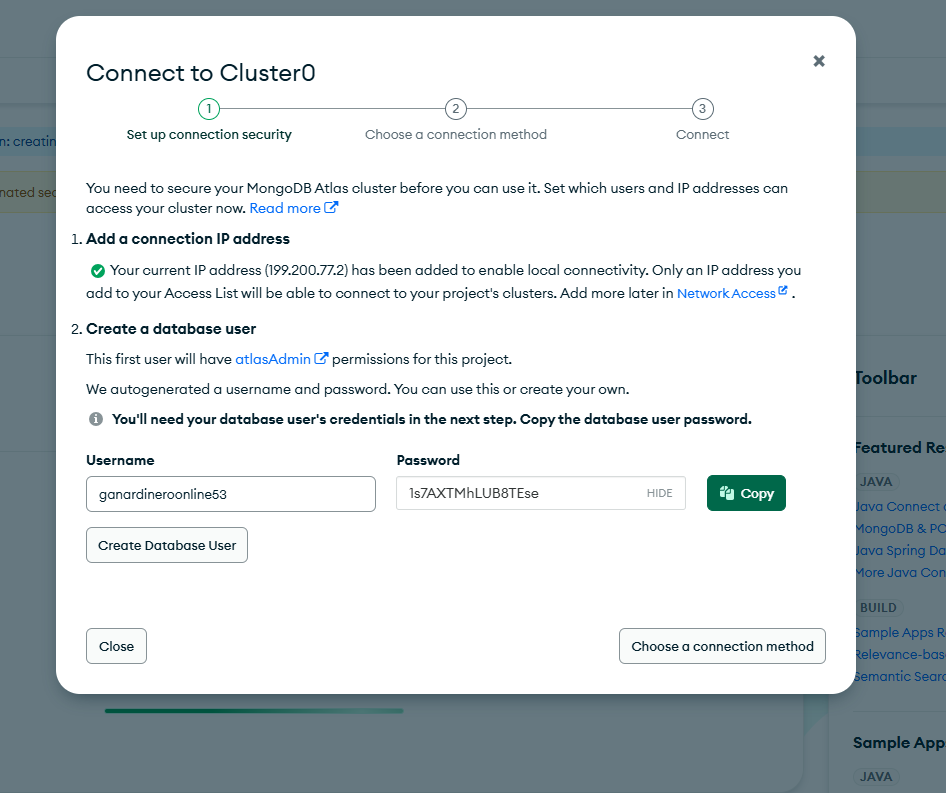 Connect to Cluster0
1
2
3
Set up connection security
Choose a connection method
Connect
You need to secure your MongoDB Atlas cluster before you can use it. Set which users and IP addresses can
access your cluster now. Read more
1. Add a connection IP address
Your current IP address (199.200.77.2) has been added to enable local connectivity. Only an IP address you
add to your Access List will be able to connect to your project's clusters. Add more later in Network Access .
2. Create a database user
This first user will have atlasAdmin permissions for this project.
We autogenerated a username and password. You can use this or create your own.
You'll need your database user's credentials in the next step. Copy the database user password.
Username
Password
ganardineroonline53
1s7AXTMhLUB8TEse
HIDE
Copy
Create Database User
Close
Choose a connection method
n: creatin
nated sec
Toolbar
Featured Re
JAVA
Java Connect
MongoDB & PO
Java Spring Da
More Java Con
BUILD
Sample Apps R
Relevance-bas
Semantic Searc
Sample App
JAVA